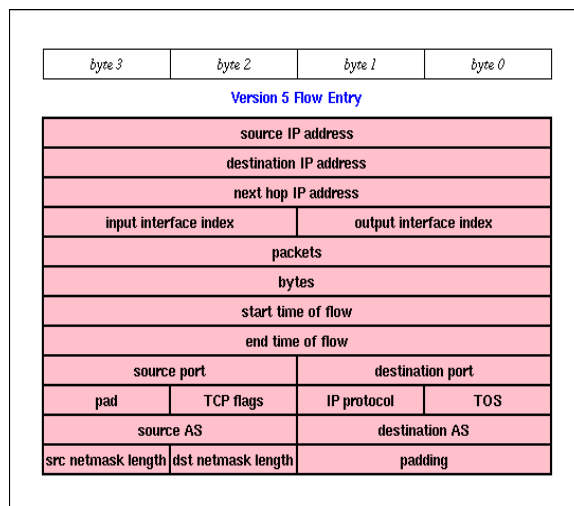 byte 3 byte 2 byte 1 byte 0
Version 5 Flow Entry
source IP address
destination IP address
next hop IP address
input interface index output interface index
packets
bytes
start time of flow
end time of flow
source port destination port
pad TCP flags IP protocol TOS
source AS destination AS
src netmask length dst netmask length padding